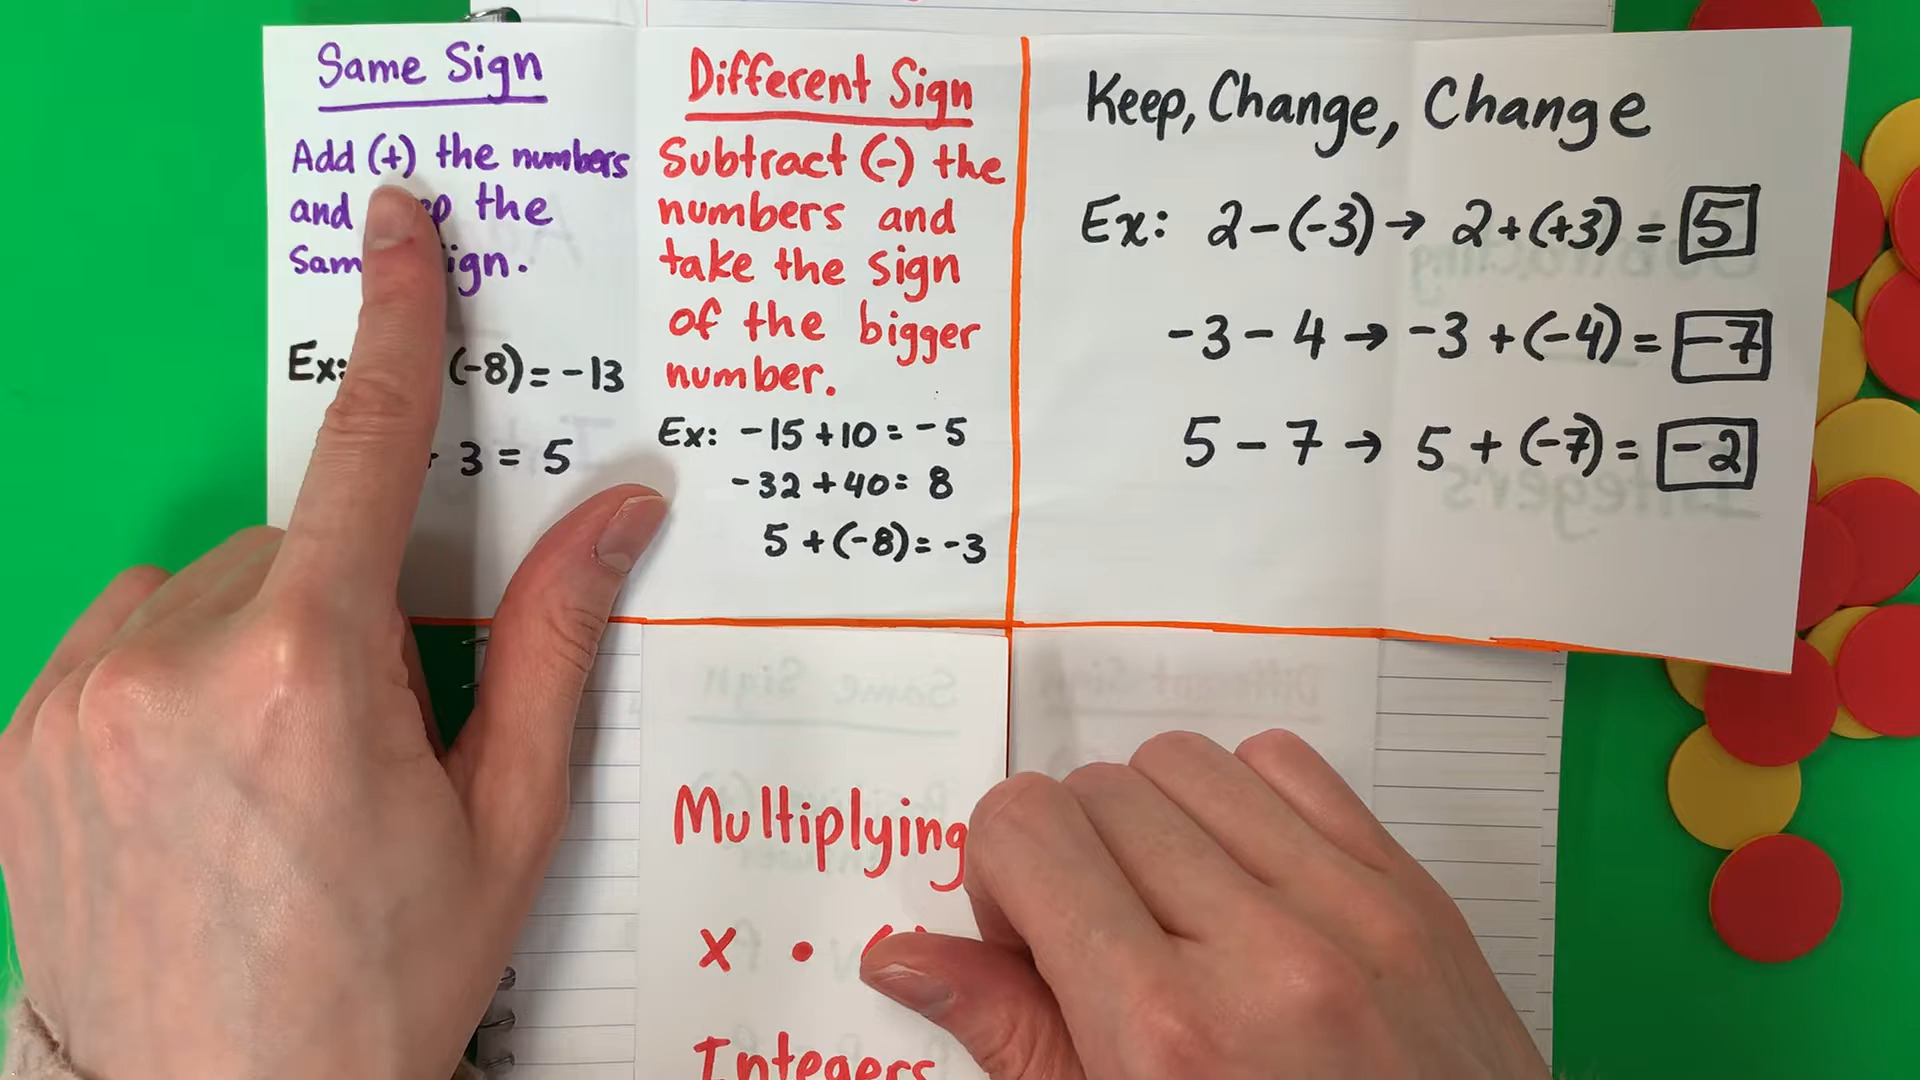 Same Sign
Add (+) the numbers
and the
Sign.
Ex: (-8) = -13
3 = 5
Different Sign
Subtract (-) the
numbers and
take the sign
of the bigger
number.
Ex: -15 + 10 = -5
-32 + 40 = 8
5 + (-8) = -3
Keep, Change, Change
Ex: 2 - (-3) → 2 + (+3) = 5
-3 - 4 → -3 + (-4) = -7
5 - 7 → 5 + (-7) = -2
Multiplying
x •
Integers